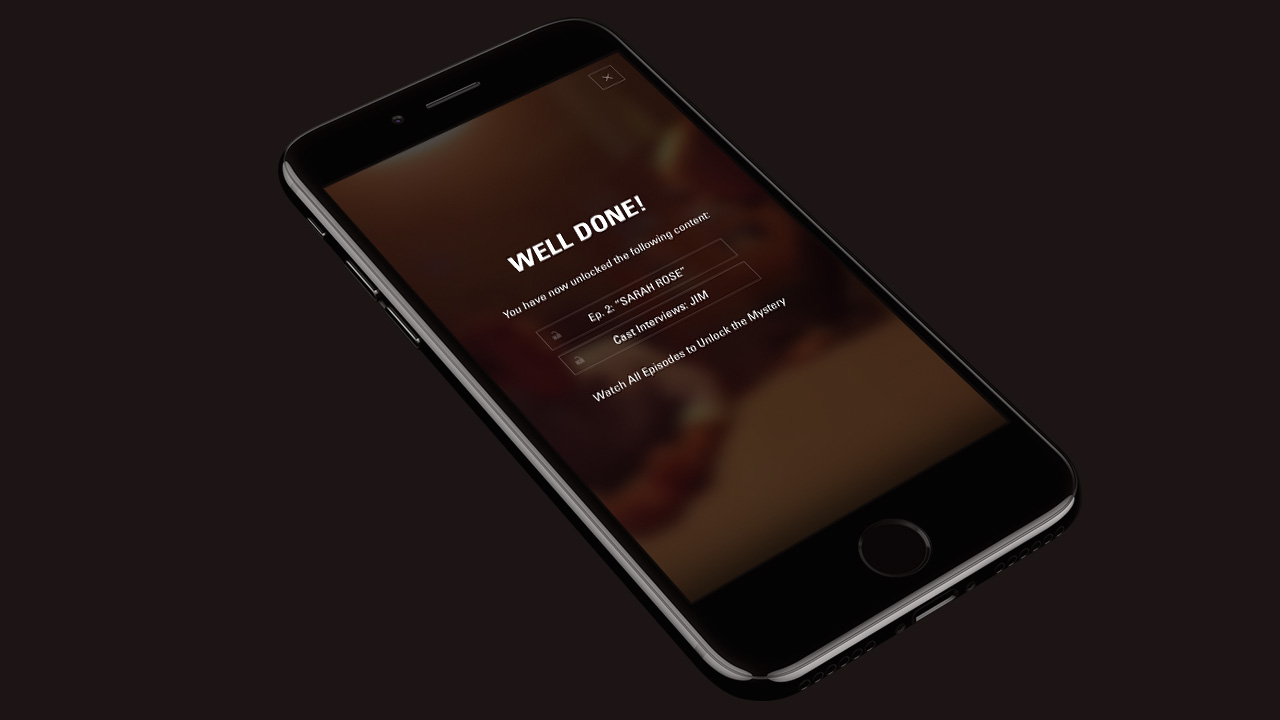 WELL DONE!
You have now unlocked the following content:
Ep. 2: "SARAH ROSE"
Cast Interviews: JIM
Watch All Episodes to Unlock the Mystery